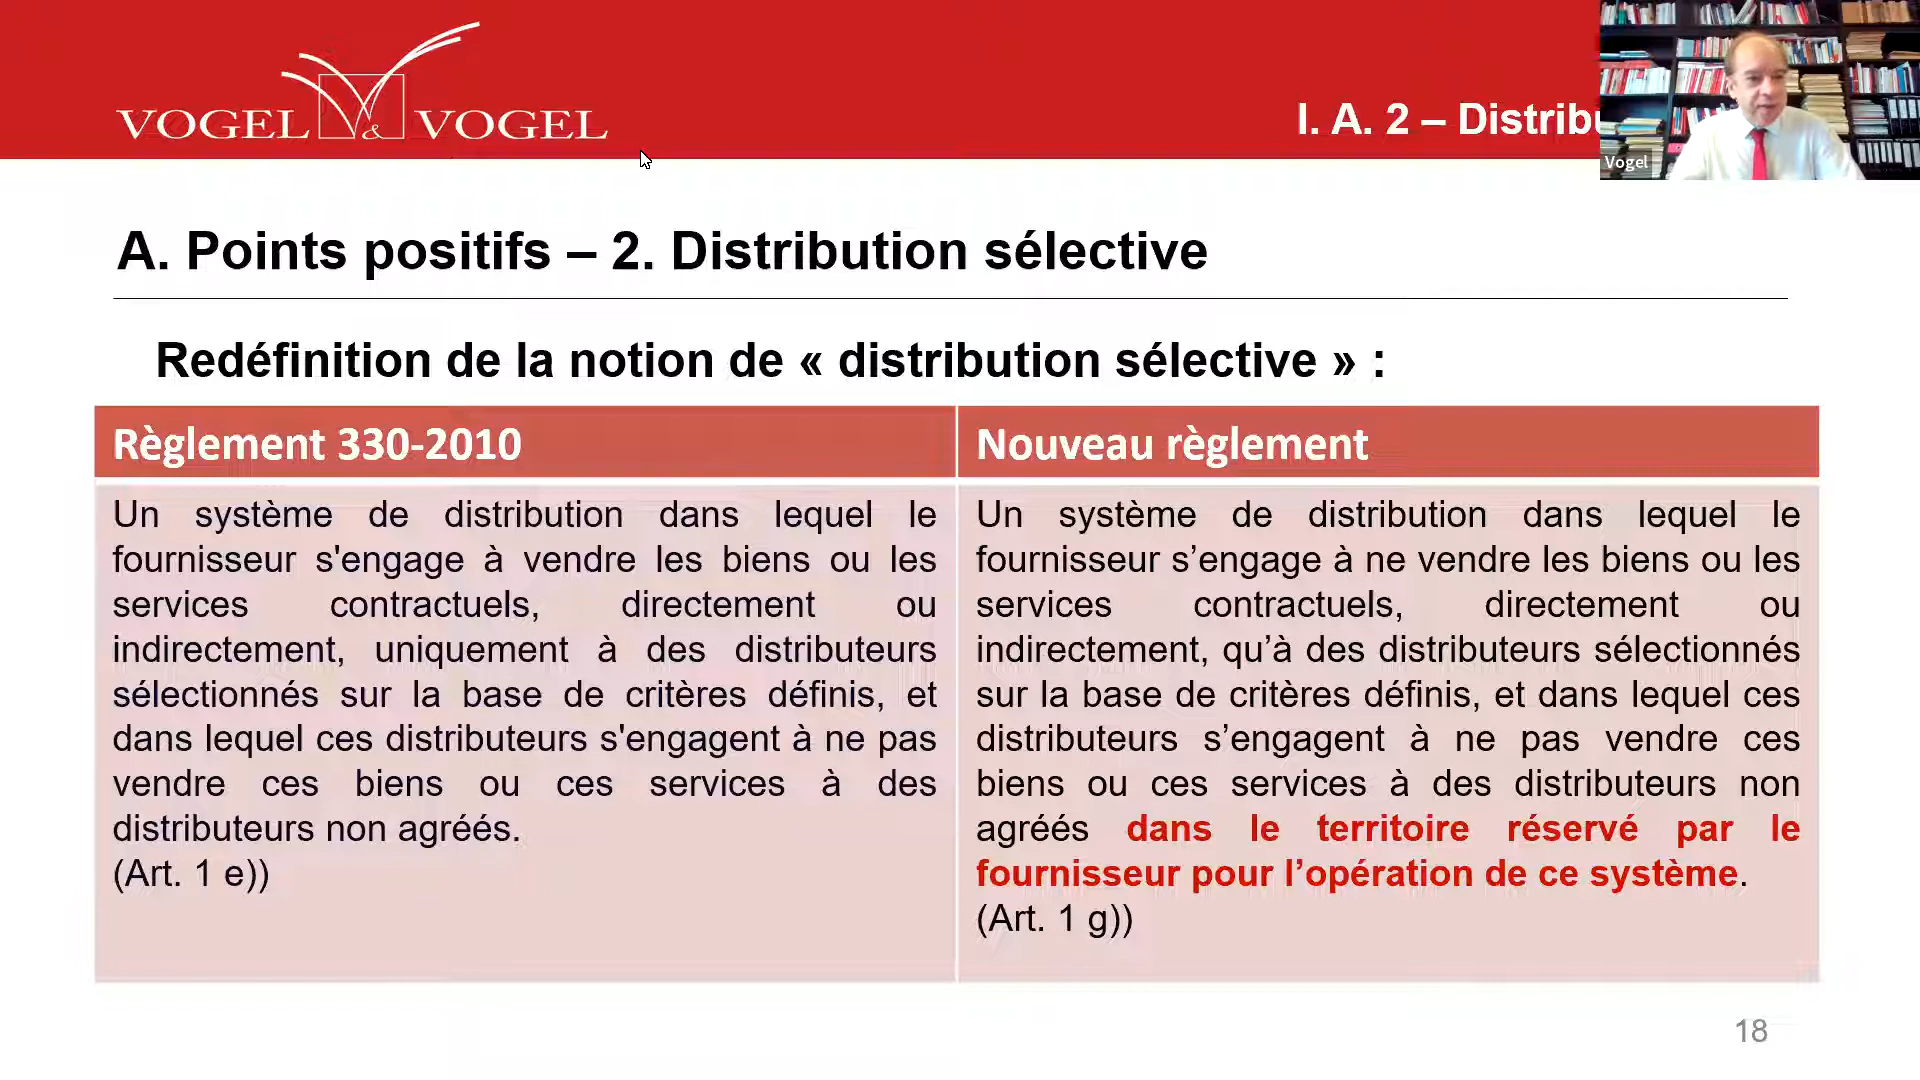 VOGEL & VOGEL
I. A. 2 – Distribu
Vogel
A. Points positifs – 2. Distribution sélective
Redéfinition de la notion de « distribution sélective » :
Règlement 330-2010
Un système de distribution dans lequel le
fournisseur s'engage à vendre les biens ou les
services contractuels, directement ou
indirectement, uniquement à des distributeurs
sélectionnés sur la base de critères définis, et
dans lequel ces distributeurs s'engagent à ne pas
vendre ces biens ou ces services à des
distributeurs non agréés.
(Art. 1 e))
Nouveau règlement
Un système de distribution dans lequel le
fournisseur s’engage à ne vendre les biens ou les
services contractuels, directement ou
indirectement, qu’à des distributeurs sélectionnés
sur la base de critères définis, et dans lequel ces
distributeurs s’engagent à ne pas vendre ces
biens ou ces services à des distributeurs non
agréés dans le territoire réservé par le
fournisseur pour l’opération de ce système.
(Art. 1 g))
18